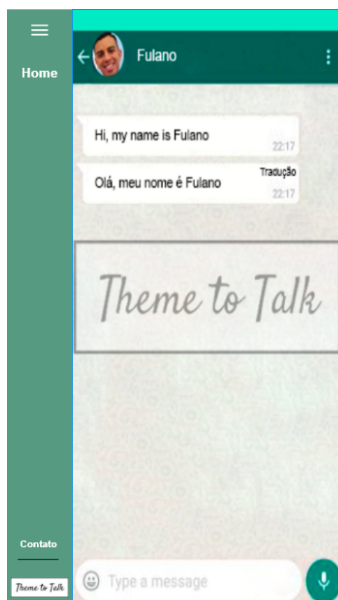 Home
Fulano
Hi, my name is Fulano
22:17
Tradução
Olá, meu nome é Fulano
22:17
Theme to Talk
Contato
Theme to Talk
Type a message